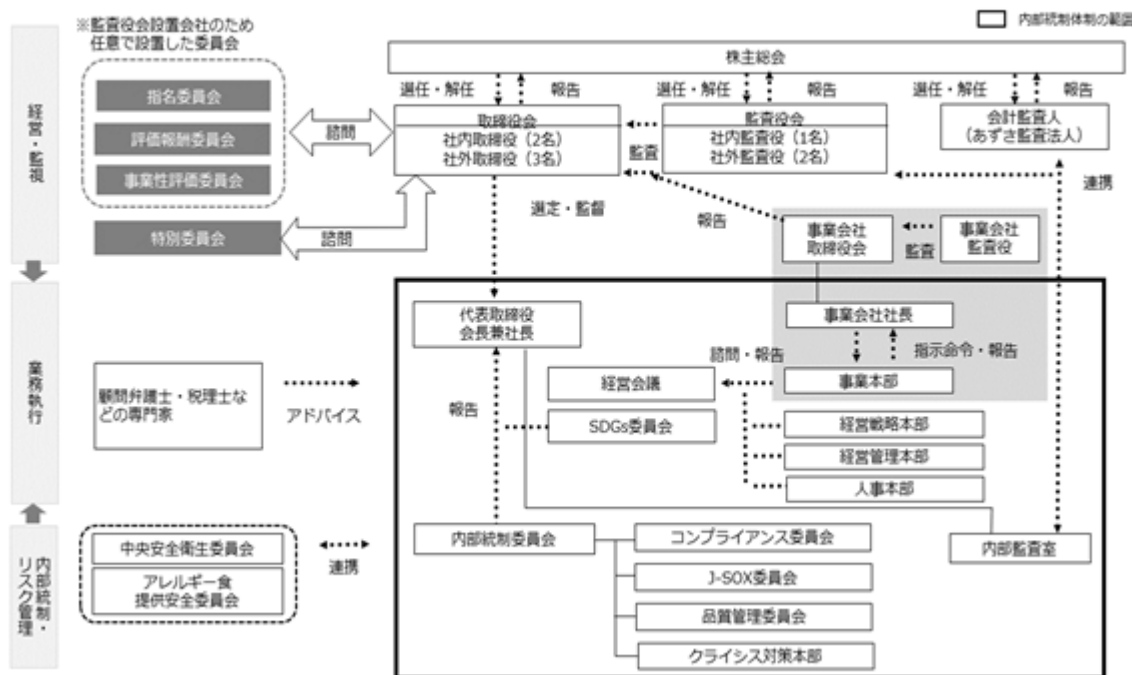 ※監査役会設置会社のため
任意で設置した委員会
内部統制体制の範囲
株主総会
経営・監視
指名委員会
評価報酬委員会
事業性評価委員会
特別委員会
諮問
諮問
選任・解任
報告
選任・解任
報告
選任・解任
報告
取締役会
社内取締役（2名）
社外取締役（3名）
監査
監査役会
社内監査役（1名）
社外監査役（2名）
会計監査人
（あずさ監査法人）
連携
選定・監督
報告
事業会社
取締役会
監査
事業会社
監査役
業務執行
代表取締役
会長兼社長
事業会社社長
指示命令・報告
諮問・報告
事業本部
顧問弁護士・税理士な
どの専門家
アドバイス
報告
経営会議
SDGs委員会
経営戦略本部
経営管理本部
人事本部
内部統制・
リスク管理
中央安全衛生委員会
アレルギー食
提供安全委員会
連携
内部統制委員会
コンプライアンス委員会
J-SOX委員会
品質管理委員会
クライシス対策本部
内部監査室